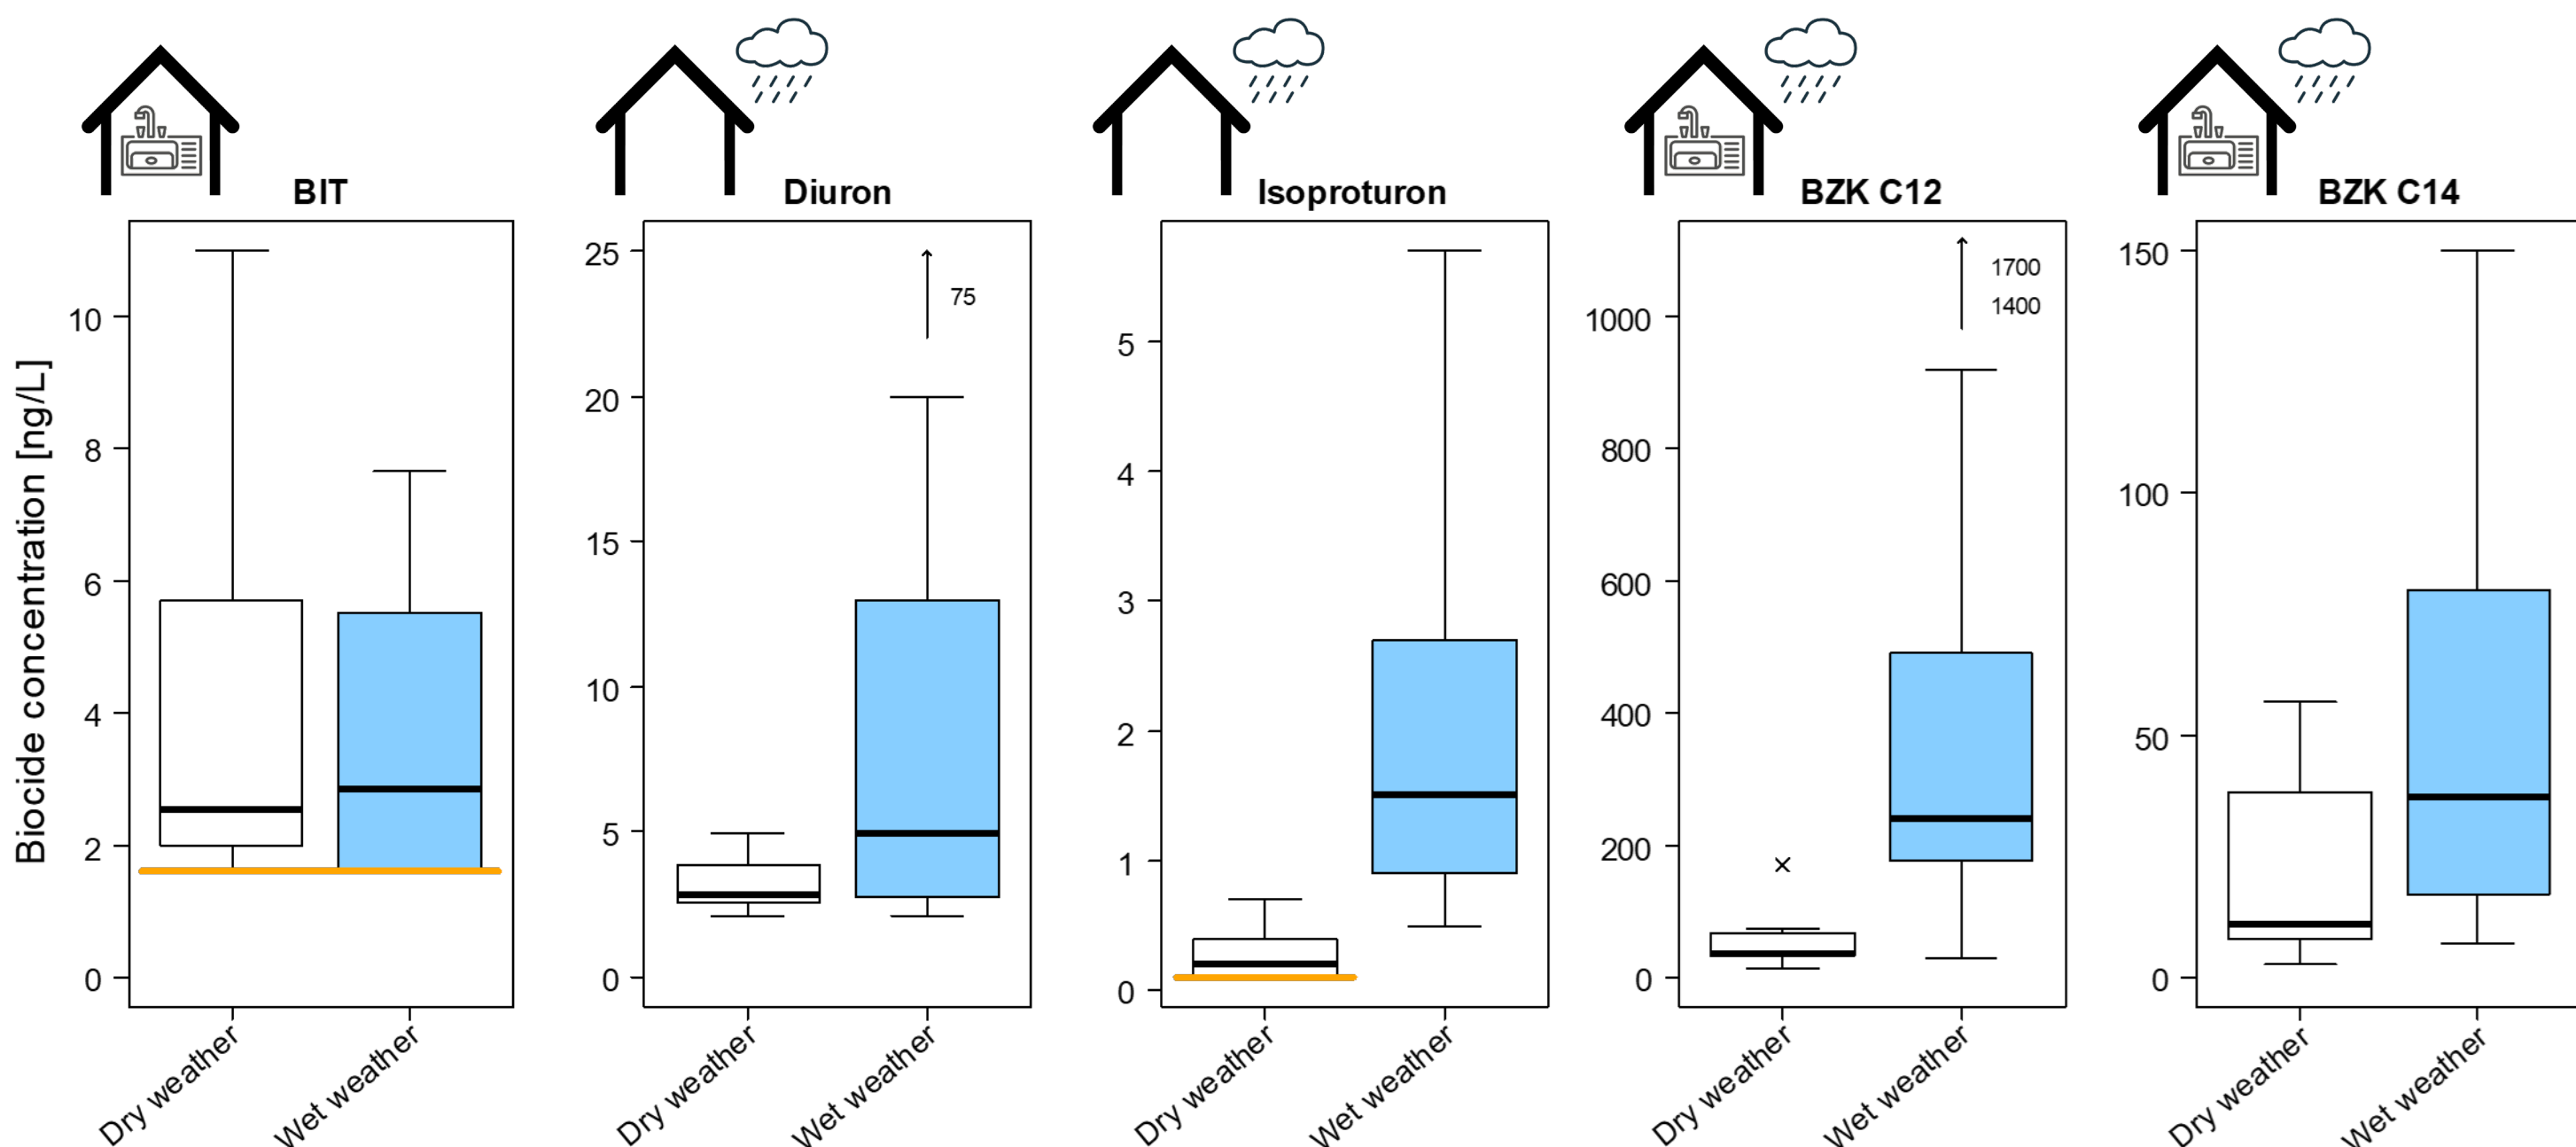 BIT
Diuron
Isoproturon
BZK C12
BZK C14
Biocide concentration [ng/L]
10
8
6
4
2
0
Dry weather
Wet weather
25
20
15
10
5
0
75
Dry weather
Wet weather
5
4
3
2
1
0
Dry weather
Wet weather
1000
800
600
400
200
0
1700
1400
Dry weather
Wet weather
150
100
50
0
Dry weather
Wet weather